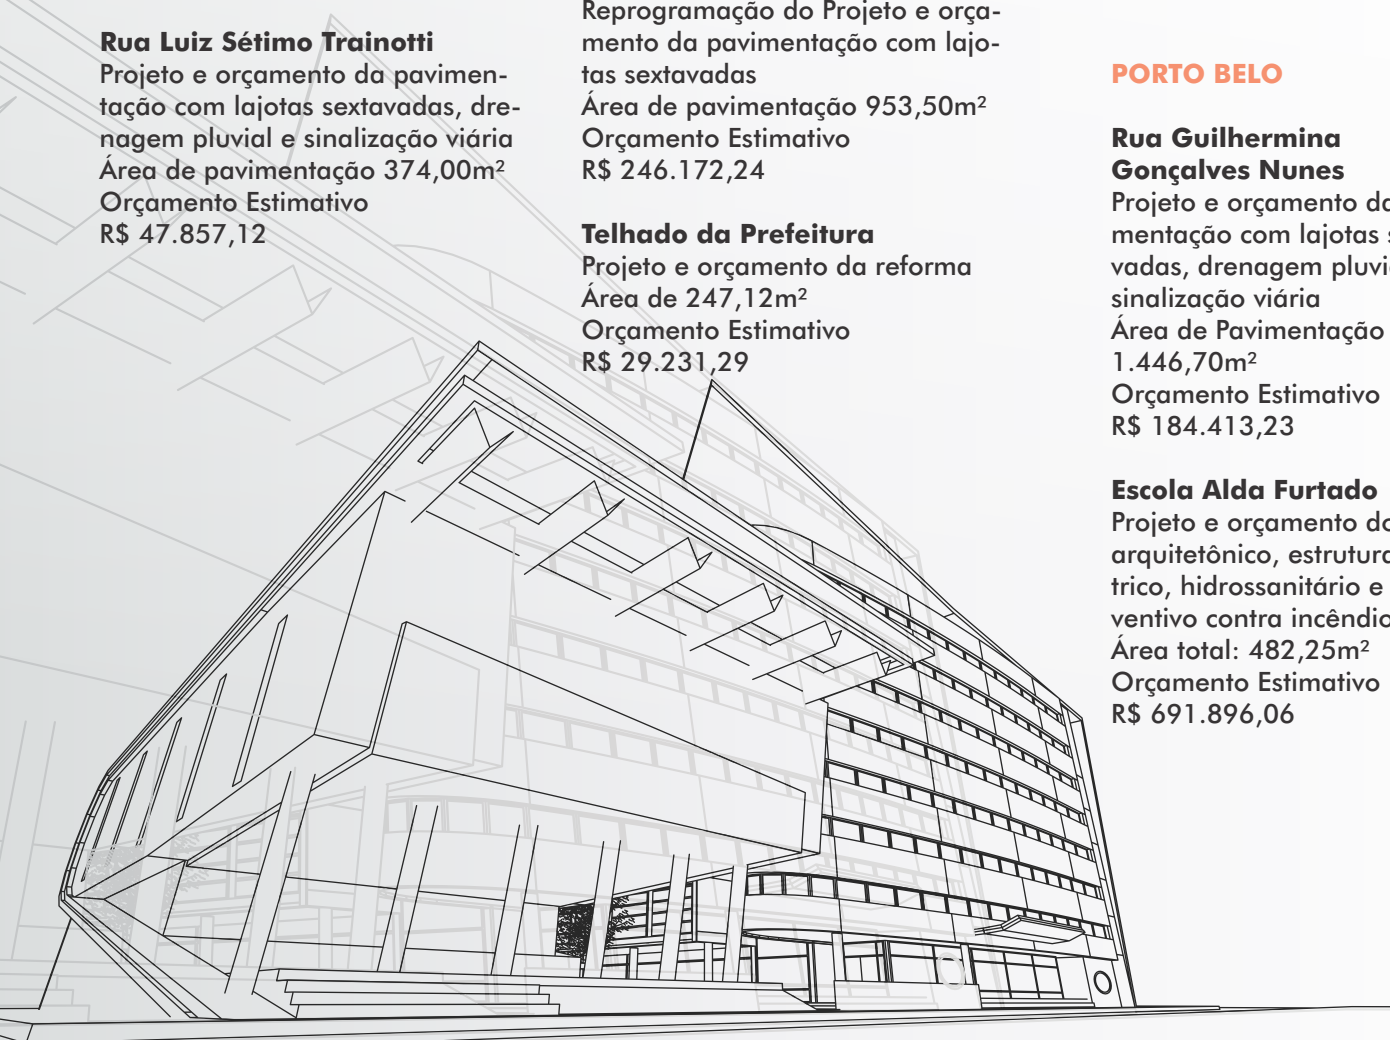 Rua Luiz Sétimo Trainotti
Projeto e orçamento da pavimen-
tação com lajotas sextavadas, dre-
nagem pluvial e sinalização viária
Área de pavimentação 374,00m²
Orçamento Estimativo
R$ 47.857,12
Reprogramação do Projeto e orça-
mento da pavimentação com lajo-
tas sextavadas
Área de pavimentação 953,50m²
Orçamento Estimativo
R$ 246.172,24
Telhado da Prefeitura
Projeto e orçamento da reforma
Área de 247,12m²
Orçamento Estimativo
R$ 29.231,29
PORTO BELO
Rua Guilhermina
Gonçalves Nunes
Projeto e orçamento da
mentação com lajotas
vadas, drenagem
sinalização viária
Área de Pavimentação
1.446,70m²
Orçamento Estimativo
R$ 184.413,23
Escola Alda Furtado
Projeto e orçamento
arquitetônico,
trico, hidrossanitário e
ventivo contra incêndio
Área total: 482,25m²
Orçamento Estimativo
R$ 691.896,06